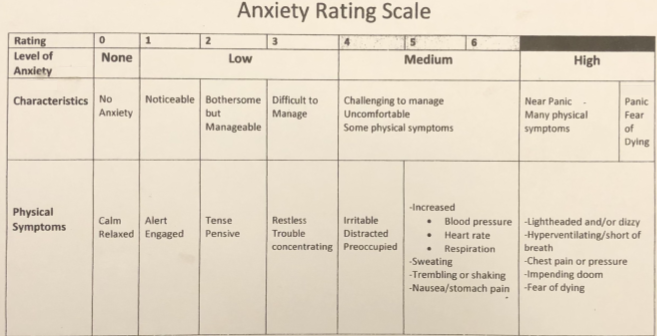 Anxiety Rating Scale
Rating 0 1 2 3 4 5 6
Level of Anxiety None Low Medium High
Characteristics
No
Anxiety
Noticeable
Bothersome
but
Manageable
Difficult to
Manage
Challenging to manage
Uncomfortable
Some physical symptoms
Near Panic
Many physical
symptoms
Panic
Fear
of
Dying
Physical
Symptoms
Calm
Relaxed
Alert
Engaged
Tense
Pensive
Restless
Trouble
concentrating
Irritable
Distracted
Preoccupied
-Increased
• Blood pressure
• Heart rate
• Respiration
-Sweating
-Trembling or shaking
-Nausea/stomach pain
-Lightheaded and/or dizzy
-Hyperventilating/short of
breath
-Chest pain or pressure
-Impending doom
-Fear of dying